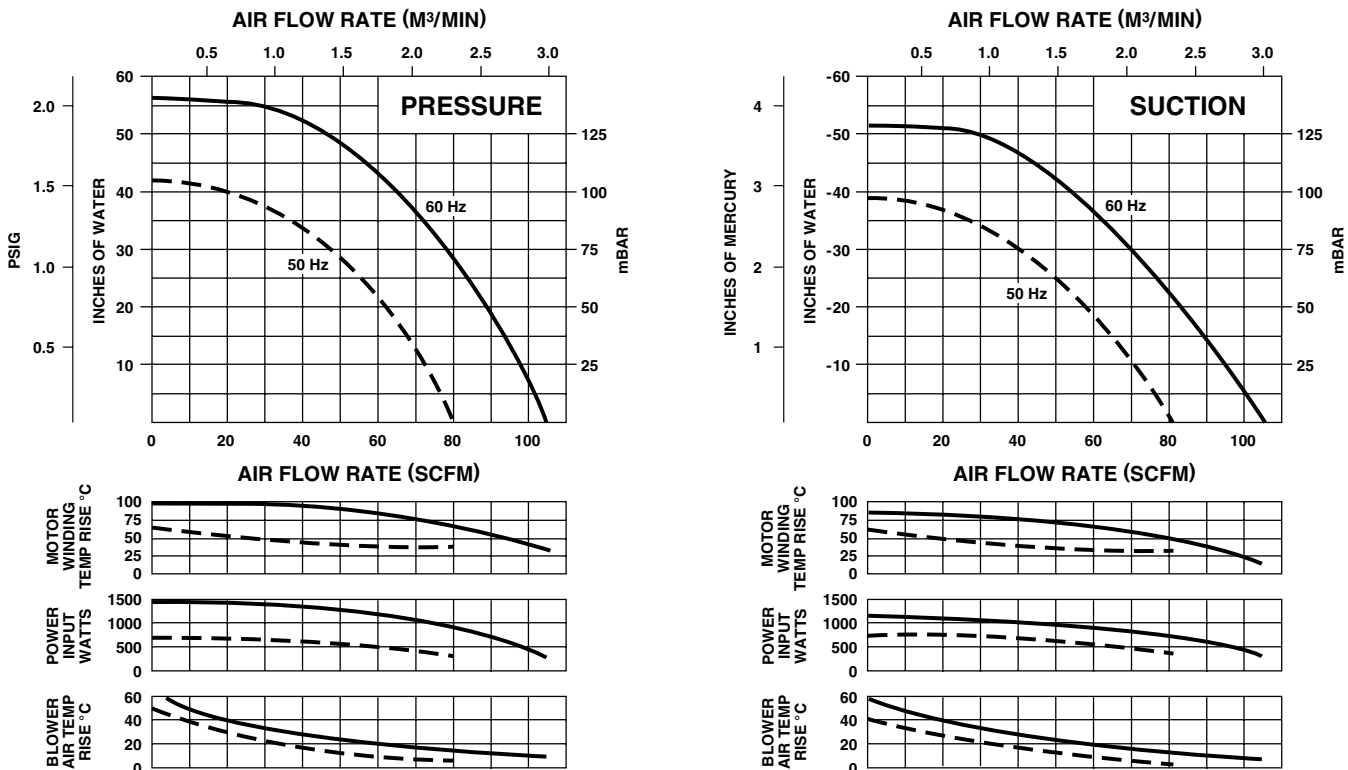 AIR FLOW RATE (M³/MIN)
0.5 1.0 1.5 2.0 2.5 3.0
PRESSURE
PSIG
2.0
1.5
1.0
0.5
INCHES OF WATER
60
50
40
30
20
10
mBAR
125
100
75
50
25
60 Hz
50 Hz
0 20 40 60 80 100
AIR FLOW RATE (SCFM)
MOTOR
WINDING
TEMP RISE °C
100
75
50
25
0
POWER
INPUT
WATTS
1500
1000
500
0
BLOWER
AIR TEMP
RISE °C
60
40
20
0
AIR FLOW RATE (M³/MIN)
0.5 1.0 1.5 2.0 2.5 3.0
SUCTION
INCHES OF MERCURY
4
3
2
1
INCHES OF WATER
-60
-50
-40
-30
-20
-10
mBAR
125
100
75
50
25
60 Hz
50 Hz
0 20 40 60 80 100
AIR FLOW RATE (SCFM)
MOTOR
WINDING
TEMP RISE °C
100
75
50
25
0
POWER
INPUT
WATTS
1500
1000
500
0
BLOWER
AIR TEMP
RISE °C
60
40
20
0